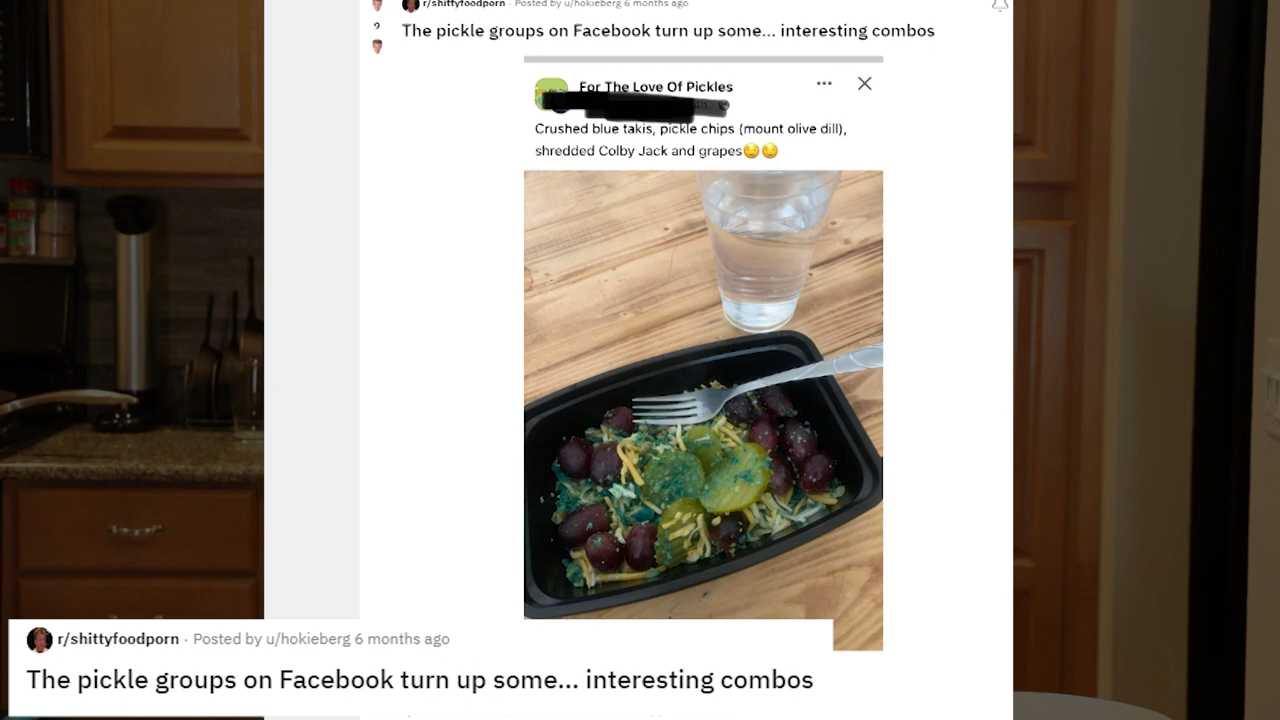 r/shittyfoodporn · Posted by u/hokieberg 6 months ago
The pickle groups on Facebook turn up some... interesting combos
For The Love Of Pickles
Crushed blue takis, pickle chips (mount olive dill),
shredded Colby Jack and grapes😏😏
r/shittyfoodporn · Posted by u/hokieberg 6 months ago
The pickle groups on Facebook turn up some... interesting combos